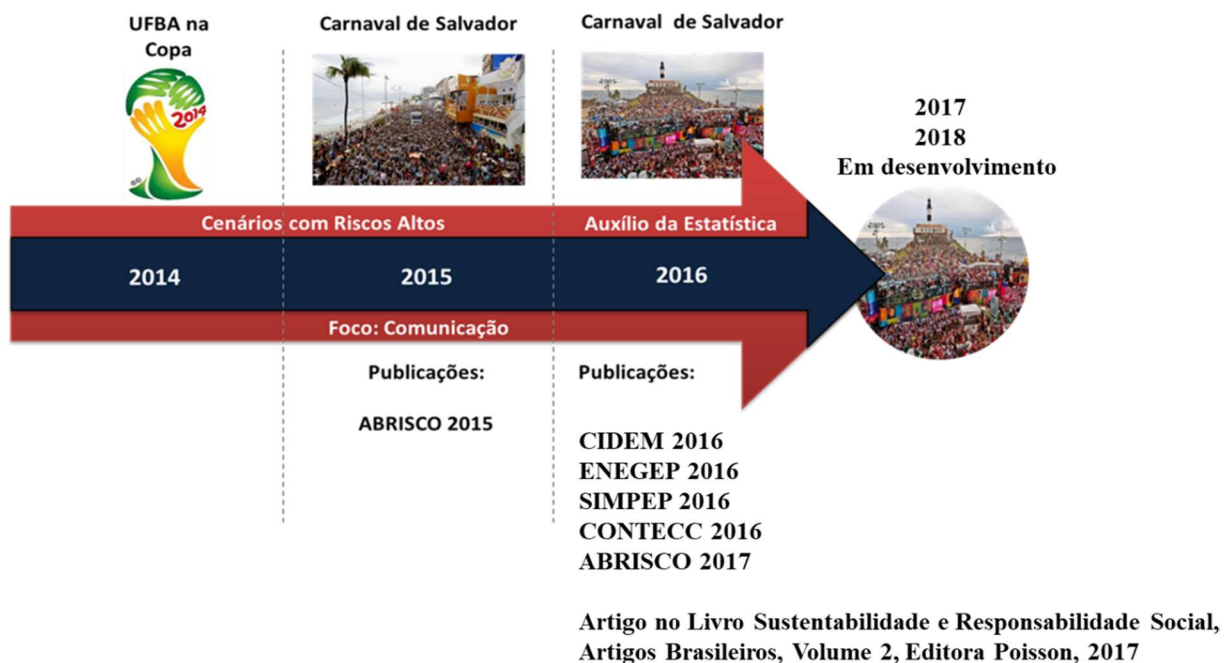 UFBA na
Copa
2014
Carnaval de Salvador
Carnaval de Salvador
2017
2018
Em desenvolvimento
Cenários com Riscos Altos
Auxílio da Estatística
2014
2015
2016
Foco: Comunicação
Publicações:
ABRISCO 2015
Publicações:
CIDEM 2016
ENEGEP 2016
SIMPEP 2016
CONTECC 2016
ABRISCO 2017
Artigo no Livro Sustentabilidade e Responsabilidade Social,
Artigos Brasileiros, Volume 2, Editora Poisson, 2017